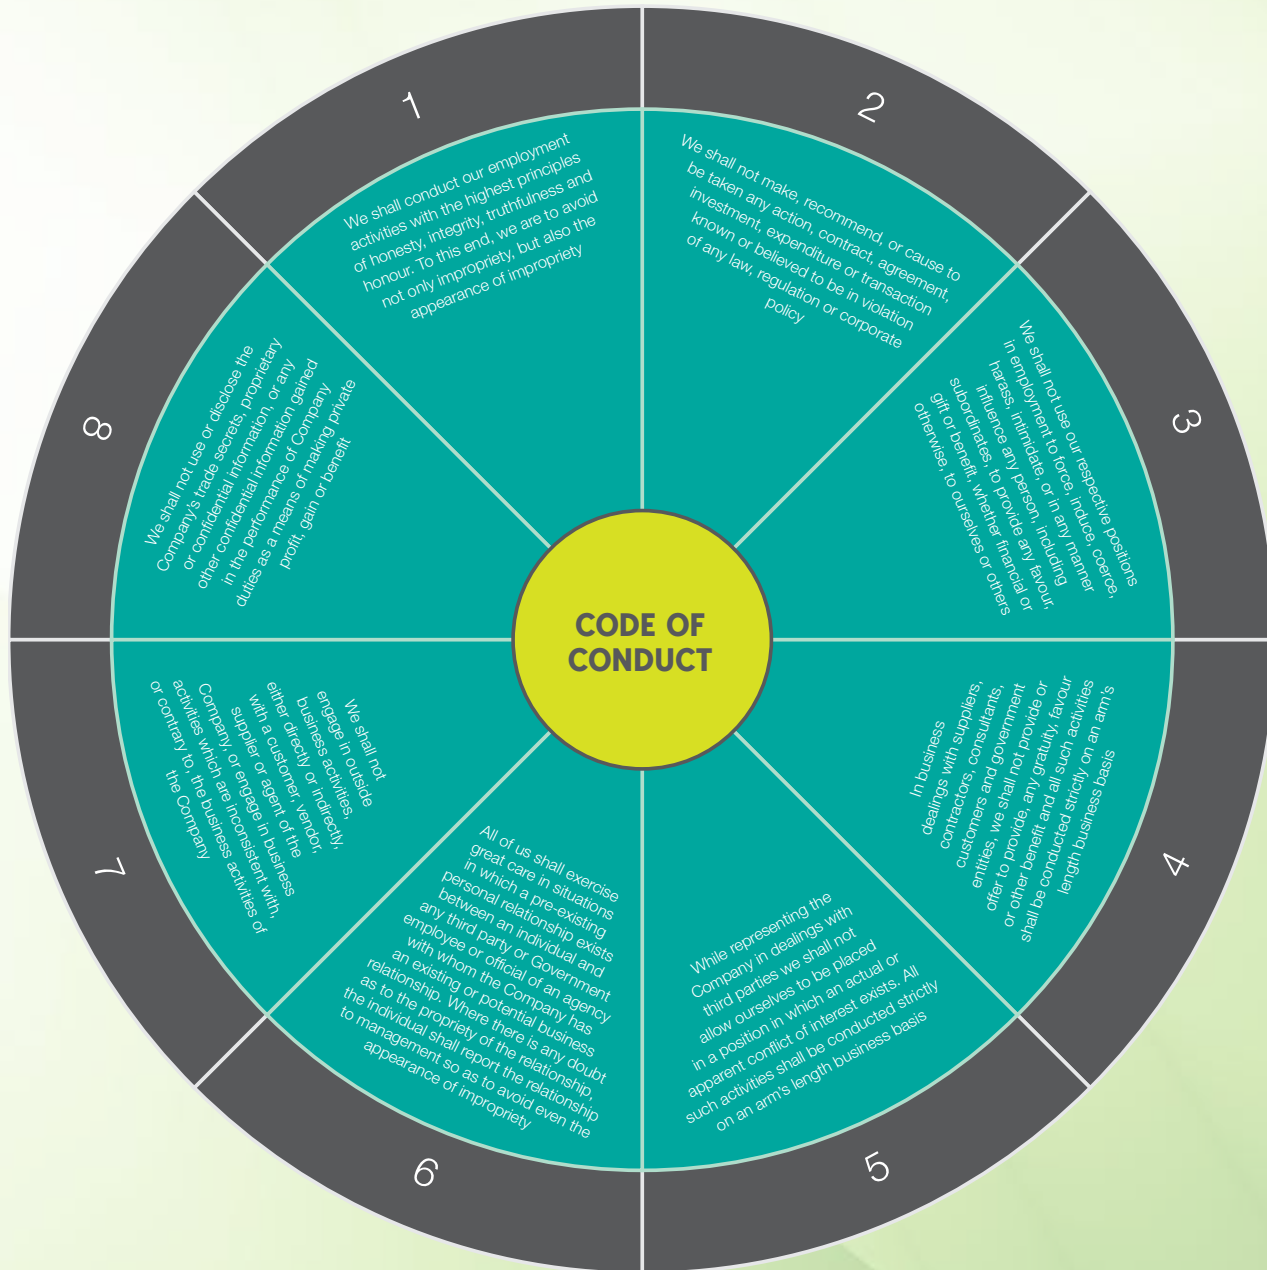 1
We shall conduct our employment
activities with the highest principles
of honesty, integrity, truthfulness and
honour. To this end, we are to avoid
not only impropriety, but also the
appearance of impropriety
2
We shall not make, recommend, or cause to
be taken any action, contract, agreement,
investment, expenditure or transaction
known or believed to be in violation
of any law, regulation or corporate
policy
3
We shall not use our respective positions
in employment to force, induce, coerce,
harass, intimidate, or in any manner
influence any person, including
subordinates, to provide any favour,
gift or benefit, whether financial or
otherwise, to ourselves or others
4
In business
dealings with suppliers,
contractors, consultants,
customers and government
entities, we shall not provide or
offer to provide, any gratuity, favour
or other benefit and all such activities
shall be conducted strictly on an arm's
length business basis
5
While representing the
Company in dealings with
third parties we shall not
allow ourselves to be placed
in a position in which an actual or
apparent conflict of interest exists. All
such activities shall be conducted strictly
on an arm's length business basis
6
All of us shall exercise
great care in situations
in which a pre-existing
personal relationship exists
between an individual and
any third party or Government
employee or official of an agency
with whom the Company has
an existing or potential business
relationship. Where there is any doubt
as to the propriety of the relationship,
the individual shall report the relationship
to management so as to avoid even the
appearance of impropriety
7
We shall not
engage in outside
business activities,
either directly or indirectly,
with a customer, vendor,
supplier or agent of the
Company, or engage in business
activities which are inconsistent with,
or contrary to, the business activities of
the Company
8
We shall not use or disclose the
Company's trade secrets, proprietary
or confidential information, or any
other confidential information gained
in the performance of Company
duties as a means of making private
profit, gain or benefit
CODE OF
CONDUCT